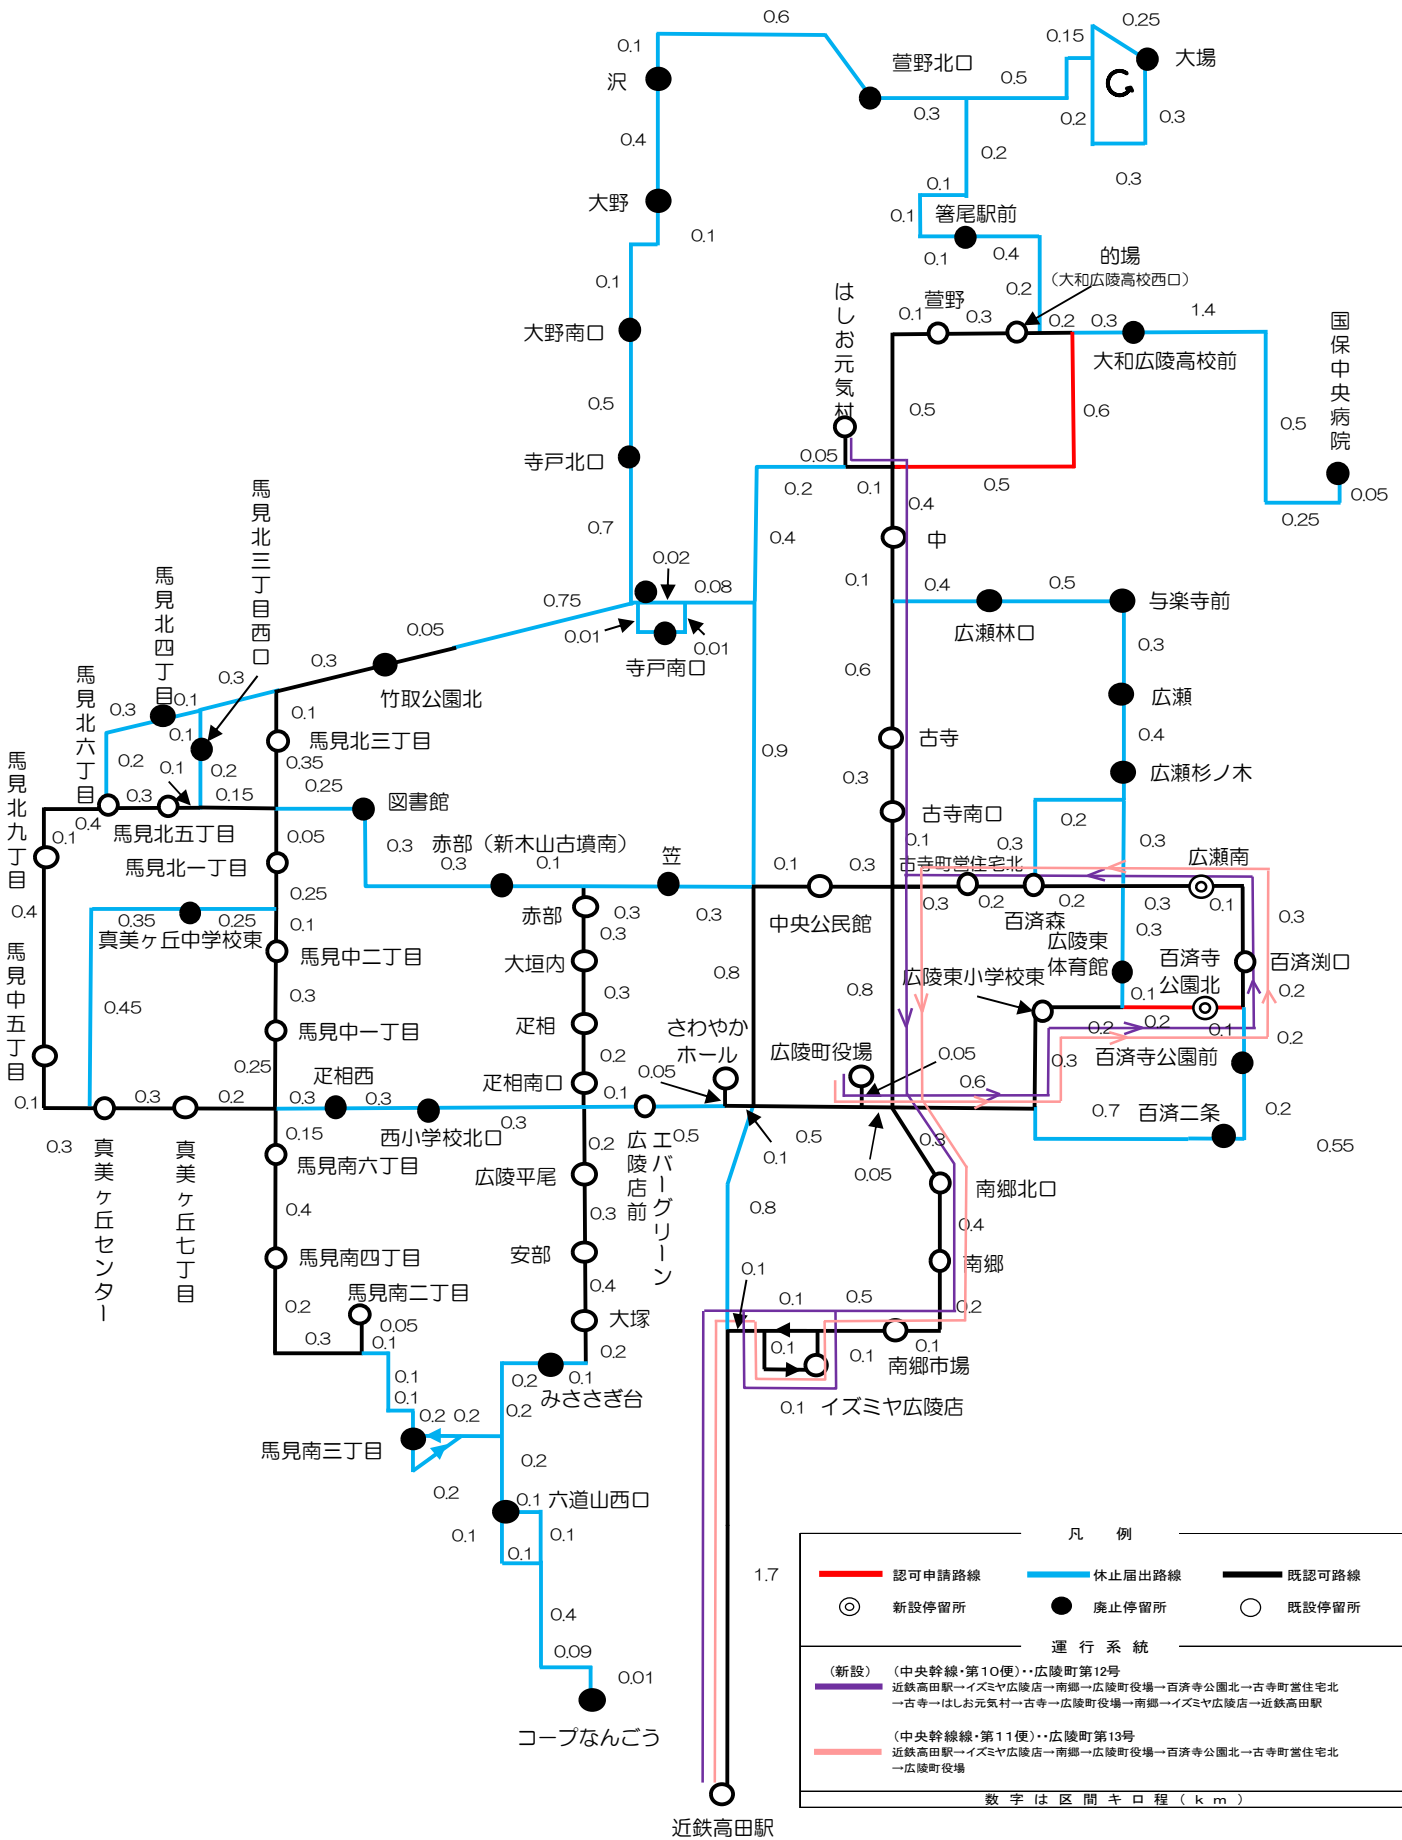 0.6
0.25
0.1
0.15
沢
萱野北口
大場
0.5
0.3
0.2
0.3
0.4
0.2
0.3
大野
0.1
0.1
箸尾駅前
0.1
0.1
0.4
的場
(大和広陵高校西口)
0.1
0.2
はしお元気村
萱野
0.1
0.3
0.2
0.3
1.4
大野南口
大和広陵高校前
国保中央病院
0.5
0.5
0.6
0.5
寺戸北口
0.05
0.2
0.1
0.5
0.4
0.05
0.25
馬見北三丁目西口
0.7
0.4
中
0.02
0.08
0.1
0.4
0.5
馬見北四丁目
0.75
与楽寺前
0.01
0.01
広瀬林口
0.05
0.3
寺戸南口
0.3
0.6
馬見北六丁目
0.3
0.1
竹取公園北
広瀬
0.3
0.1
0.1
馬見北三丁目
古寺
0.4
馬見北九丁目
0.2
0.1
0.2
0.35
0.9
0.3
広瀬杉ノ木
0.3
0.15
0.25
図書館
古寺南口
0.2
0.1
0.4
馬見北五丁目
0.05
0.3
赤部(新木山古墳南)
笠
0.1
0.3
0.3
馬見北一丁目
0.3
0.1
0.1
0.3
古寺町営住宅北
広瀬南
0.25
0.4
0.35
0.25
赤部
0.3
0.3
中央公民館
0.3
0.2
0.2
0.3
0.1
0.3
0.1
百済森
真美ヶ丘中学校東
0.3
0.3
馬見中五丁目
馬見中二丁目
大垣内
0.8
広陵東体育館
百済寺公園北
百済渕口
0.45
0.3
0.3
0.8
広陵東小学校東
0.1
0.2
馬見中一丁目
疋相
さわやかホール
広陵町役場
0.2
0.2
0.1
0.2
0.25
0.2
0.05
0.05
0.3
百済寺公園前
疋相西
疋相南口
0.6
0.1
0.3
0.2
0.3
0.3
0.1
0.7
百済二条
0.2
0.3
0.15
西小学校北口
0.3
0.5
0.1
0.5
0.05
0.3
0.55
真美ヶ丘センター
真美ヶ丘七丁目
馬見南六丁目
0.2
広陵平尾
エバーグリーン広陵店前
南郷北口
0.4
0.3
0.8
0.4
馬見南四丁目
安部
南郷
馬見南二丁目
0.4
0.1
0.2
0.05
大塚
0.1
0.5
0.2
0.3
0.1
0.2
0.1
0.1
0.1
南郷市場
0.1
0.2
0.1
0.1
みささぎ台
0.1
イズミヤ広陵店
0.2
0.2
0.2
馬見南三丁目
0.2
0.2
0.1
六道山西口
0.1
0.1
0.1
0.4
0.09
0.01
コープなんごう
1.7
近鉄高田駅
凡 例
認可申請路線
休止届出路線
既認可路線
新設停留所
廃止停留所
既設停留所
運 行 系 統
(新設) (中央幹線・第10便)‥広陵町第12号
近鉄高田駅→イズミヤ広陵店→南郷→広陵町役場→百済寺公園北→古寺町営住宅北
→古寺→はしお元気村→古寺→広陵町役場→南郷→イズミヤ広陵店→近鉄高田駅
(中央幹線線・第11便)‥広陵町第13号
近鉄高田駅→イズミヤ広陵店→南郷→広陵町役場→百済寺公園北→古寺町営住宅北
→広陵町役場
数 字 は 区 間 キ ロ 程 ( k m )